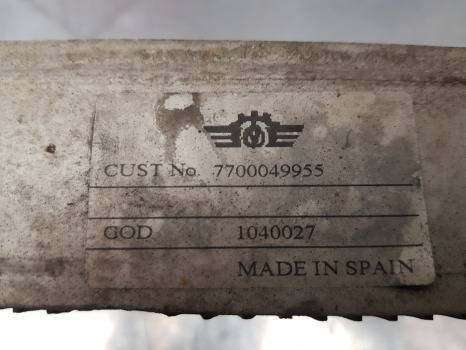 CUST No. 7700049955
GOD 1040027
MADE IN SPAIN